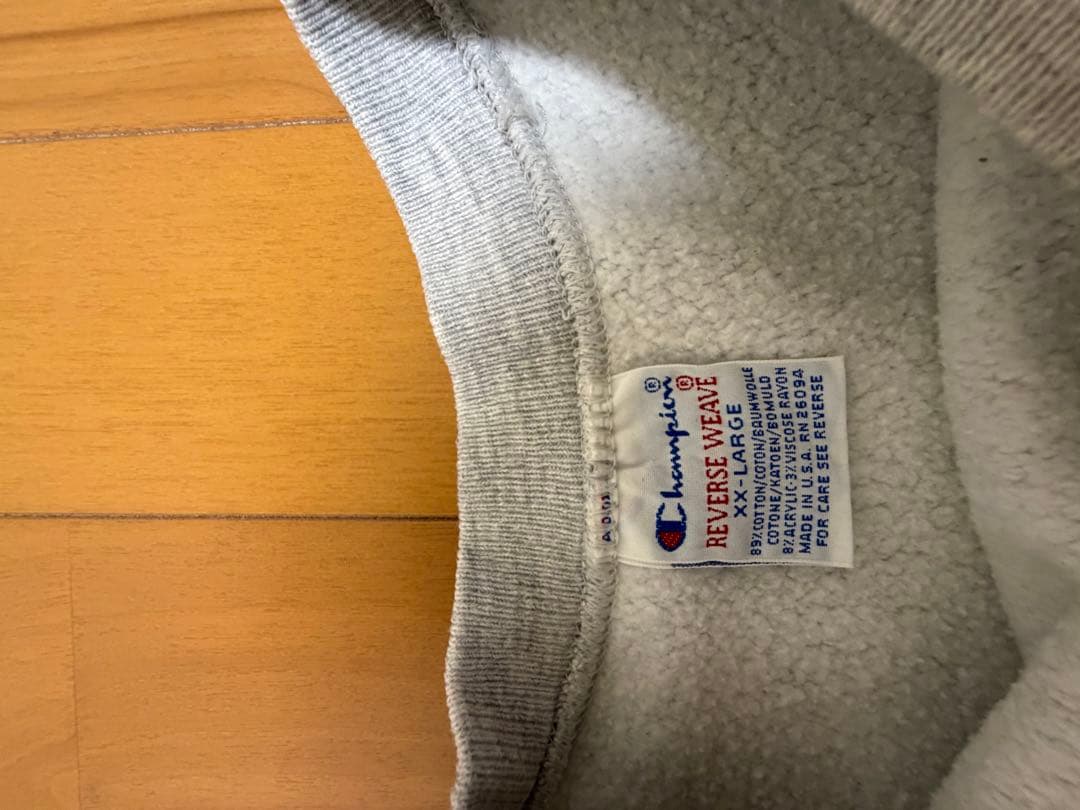 Champion®
REVERSE WEAVE®
XX-LARGE
89% COTTON/COTON/BAUMWOLLE
COTONE/KATOEN/BOMULD
8% ACRYLIC-3% VISCOSE RAYON
MADE IN U.S.A. RN 26094
FOR CARE SEE REVERSE